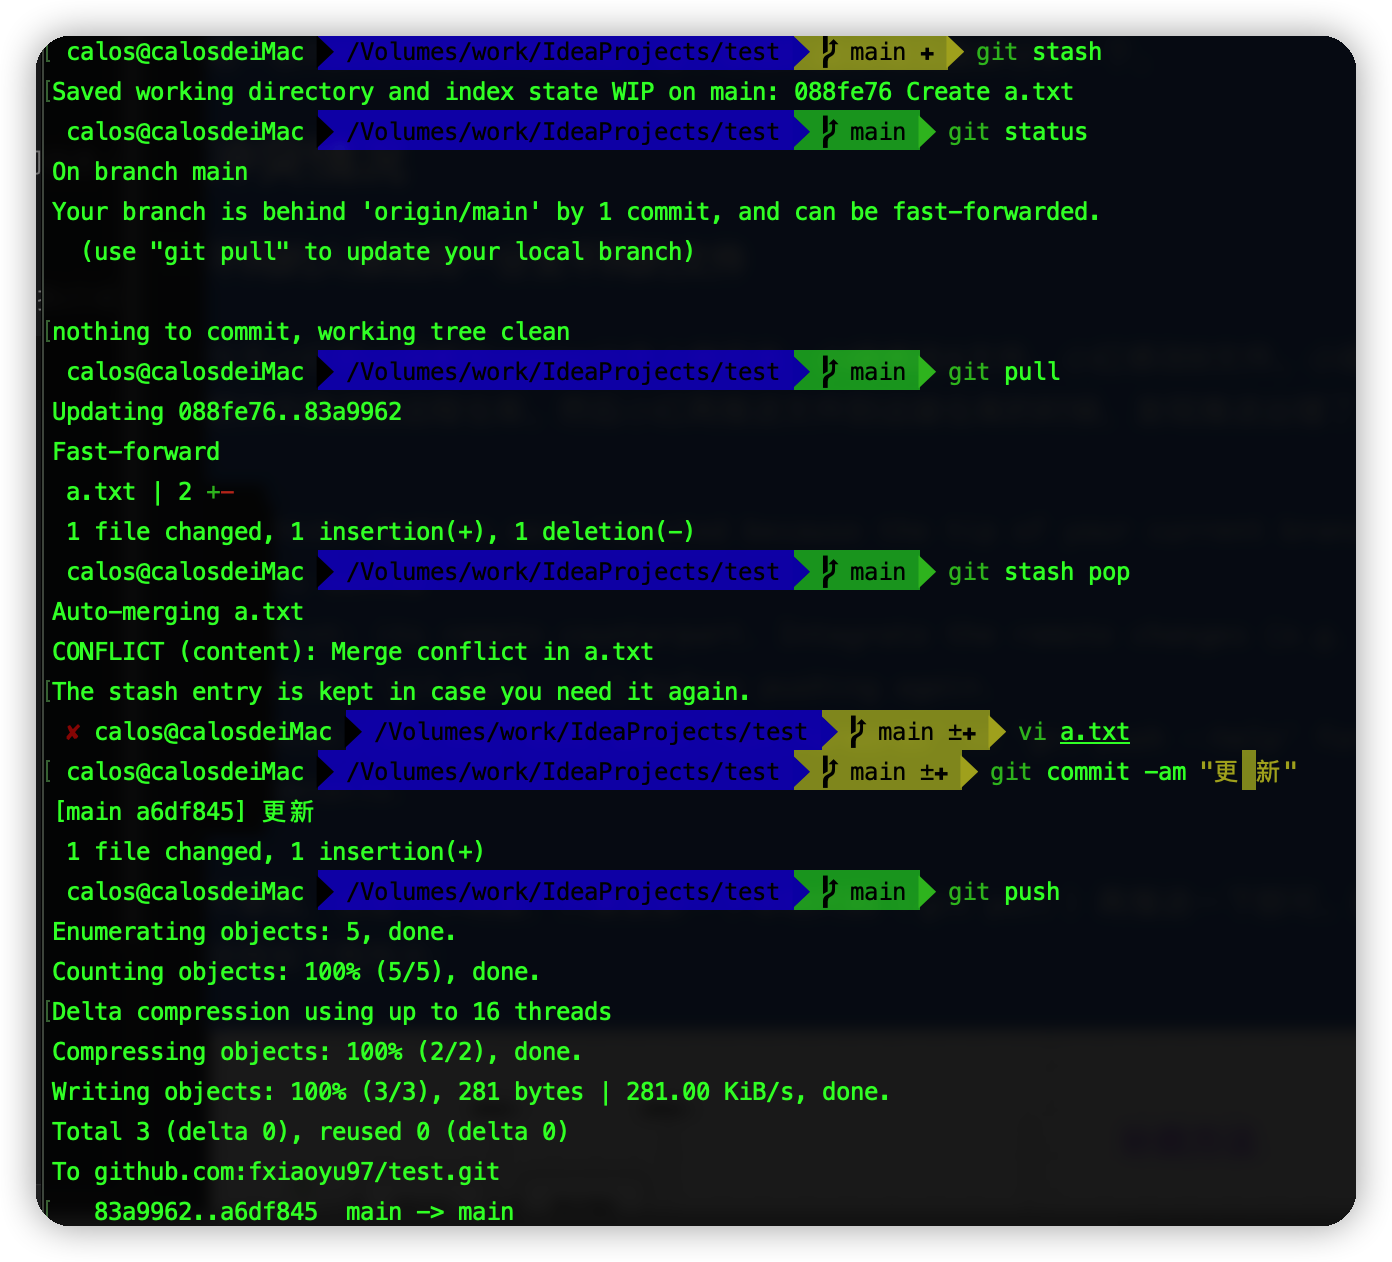 calos@calosdeiMac /Volumes/work/IdeaProjects/test main ✚ git stash
Saved working directory and index state WIP on main: 088fe76 Create a.txt
calos@calosdeiMac /Volumes/work/IdeaProjects/test main git status
On branch main
Your branch is behind 'origin/main' by 1 commit, and can be fast-forwarded.
(use "git pull" to update your local branch)
nothing to commit, working tree clean
calos@calosdeiMac /Volumes/work/IdeaProjects/test main git pull
Updating 088fe76..83a9962
Fast-forward
a.txt | 2 +-
1 file changed, 1 insertion(+), 1 deletion(-)
calos@calosdeiMac /Volumes/work/IdeaProjects/test main git stash pop
Auto-merging a.txt
CONFLICT (content): Merge conflict in a.txt
The stash entry is kept in case you need it again.
✘ calos@calosdeiMac /Volumes/work/IdeaProjects/test main ±✚ vi a.txt
calos@calosdeiMac /Volumes/work/IdeaProjects/test main ±✚ git commit -am "更新"
[main a6df845] 更新
1 file changed, 1 insertion(+)
calos@calosdeiMac /Volumes/work/IdeaProjects/test main git push
Enumerating objects: 5, done.
Counting objects: 100% (5/5), done.
Delta compression using up to 16 threads
Compressing objects: 100% (2/2), done.
Writing objects: 100% (3/3), 281 bytes | 281.00 KiB/s, done.
Total 3 (delta 0), reused 0 (delta 0)
To github.com:fxiaoyu97/test.git
83a9962..a6df845 main -> main